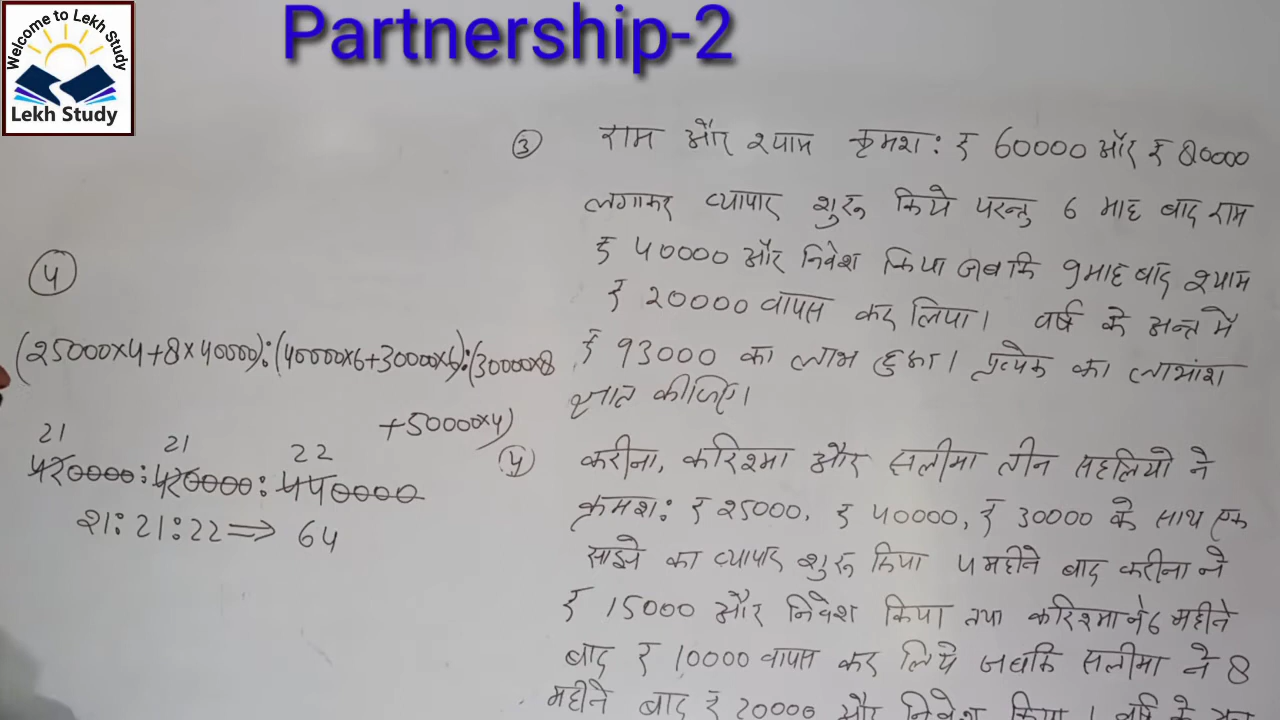 Partnership-2
Welcome to Lekh Study
Lekh Study
③ राम और श्याम क्रमश: ₹ 60000 और ₹ 80000
लगाकर व्यापार शुरू किये परन्तु 6 माह बाद राम
₹ 40000 और निवेश किया जबकि 9 माह बाद श्याम
₹ 20000 वापस कर लिया। वर्ष के अन्त में
₹ 93000 का लाभ हुआ। प्रत्येक का लाभांश
ज्ञात कीजिए।
④ करीना, करिश्मा और सलीमा तीन सहेलियो ने
क्रमश: ₹ 25000, ₹ 40000, ₹ 30000 के साथ एक
साझे का व्यापार शुरू किया 4 महीने बाद करीना ने
₹ 15000 और निवेश किया तथा करिश्मा ने 6 महीने
बाद ₹ 10000 वापस कर लिये जबकि सलीमा ने 8
महीने बाद ₹ 20000 और निवेश किया। वर्ष के
④
(25000×4+8×40000):(40000×6+30000×6):(30000×8
+50000×4)
21 21 22
420000:420000:440000
21:21:22⇒ 64